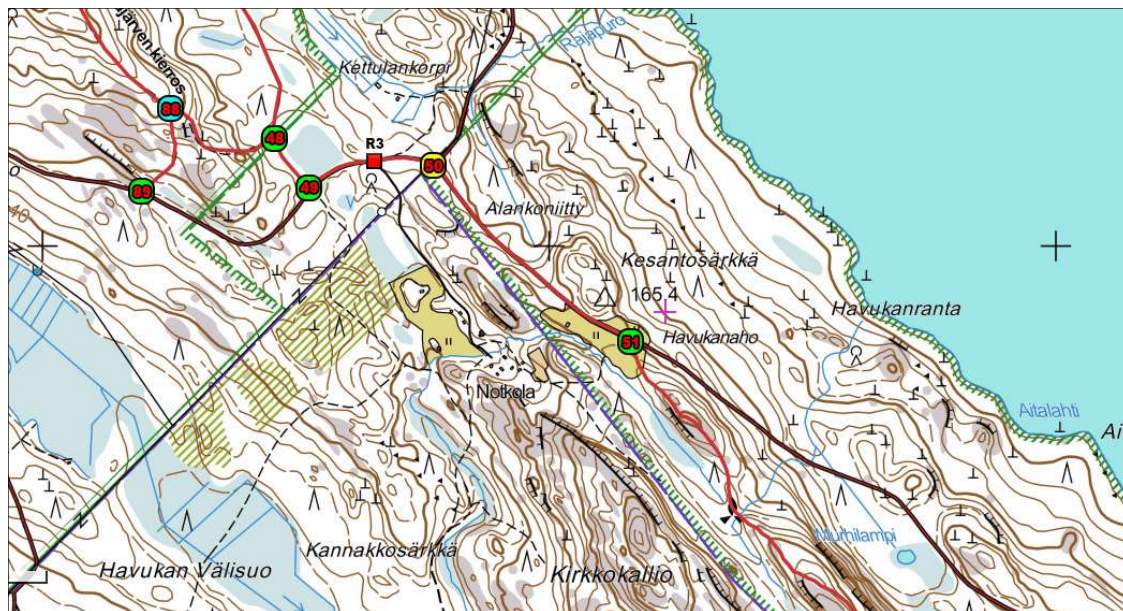 järven kierros
Kettulankorpi
Rajapuro
88
48
R3
50
89
49
Alankoniitty
40
Kesantosärkkä
165.4
Havukanranta
51
Havukanaho
Notkola
Aitalahti
Ai
Murhilampi
Kannakkosärkkä
Havukan Välisuo
Kirkkokallio